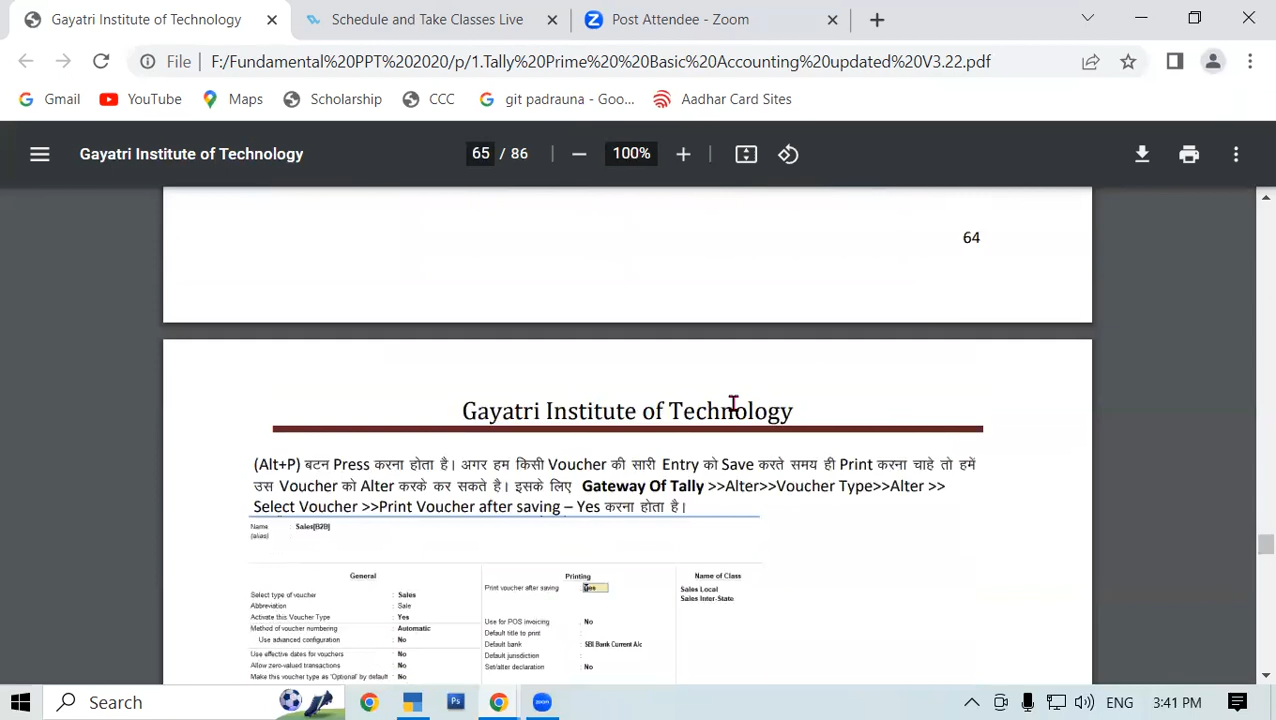 Gayatri Institute of Technology
Schedule and Take Classes Live
Post Attendee - Zoom
File
F:/Fundamental%20PPT%202020/p/1.Tally%20Prime%20%20Basic%20Accounting%20updated%20V3.22.pdf
Gmail
YouTube
Maps
Scholarship
CCC
git padrauna - Goo...
Aadhar Card Sites
Gayatri Institute of Technology
65 / 86
100%
64
Gayatri Institute of Technology
(Alt+P) बटन Press करना होता है। अगर हम किसी Voucher की सारी Entry को Save करते समय ही Print करना चाहे तो हमें
उस Voucher को Alter करके कर सकते है। इसके लिए Gateway Of Tally >>Alter>>Voucher Type>>Alter >>
Select Voucher >>Print Voucher after saving – Yes करना होता है।
Name : Sales[B2B]
(alias) :
General
Printing
Name of Class
Print voucher after saving Yes
Sales Local
Select type of voucher : Sales
Sales Inter-State
Abbreviation : Sale
Activate this Voucher Type : Yes
Use for POS invoicing : No
Method of voucher numbering : Automatic
Default title to print :
Use advanced configuration : No
Default bank : SBI Bank Current A/c
Use effective dates for vouchers : No
Default jurisdiction :
Allow zero-valued transactions : No
Set/alter declaration : No
Make this voucher type as 'Optional' by default : No
Search
Ps
ENG
3:41 PM